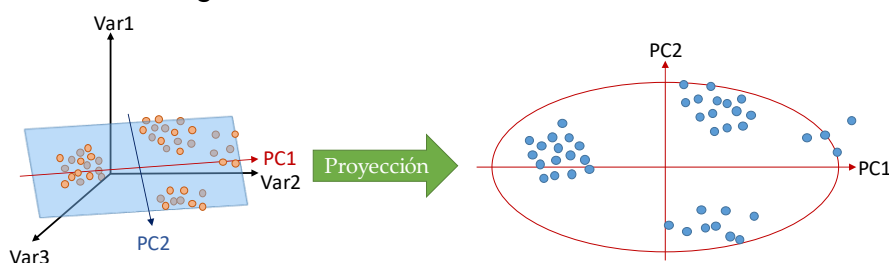 Var1
PC1
Var2
PC2
Var3
Proyección
PC2
PC1